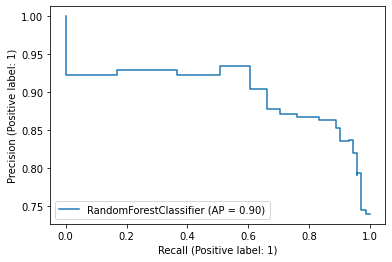 1.00
0.95
0.90
0.85
0.80
0.75
Precision (Positive label: 1)
RandomForestClassifier (AP = 0.90)
0.0 0.2 0.4 0.6 0.8 1.0
Recall (Positive label: 1)